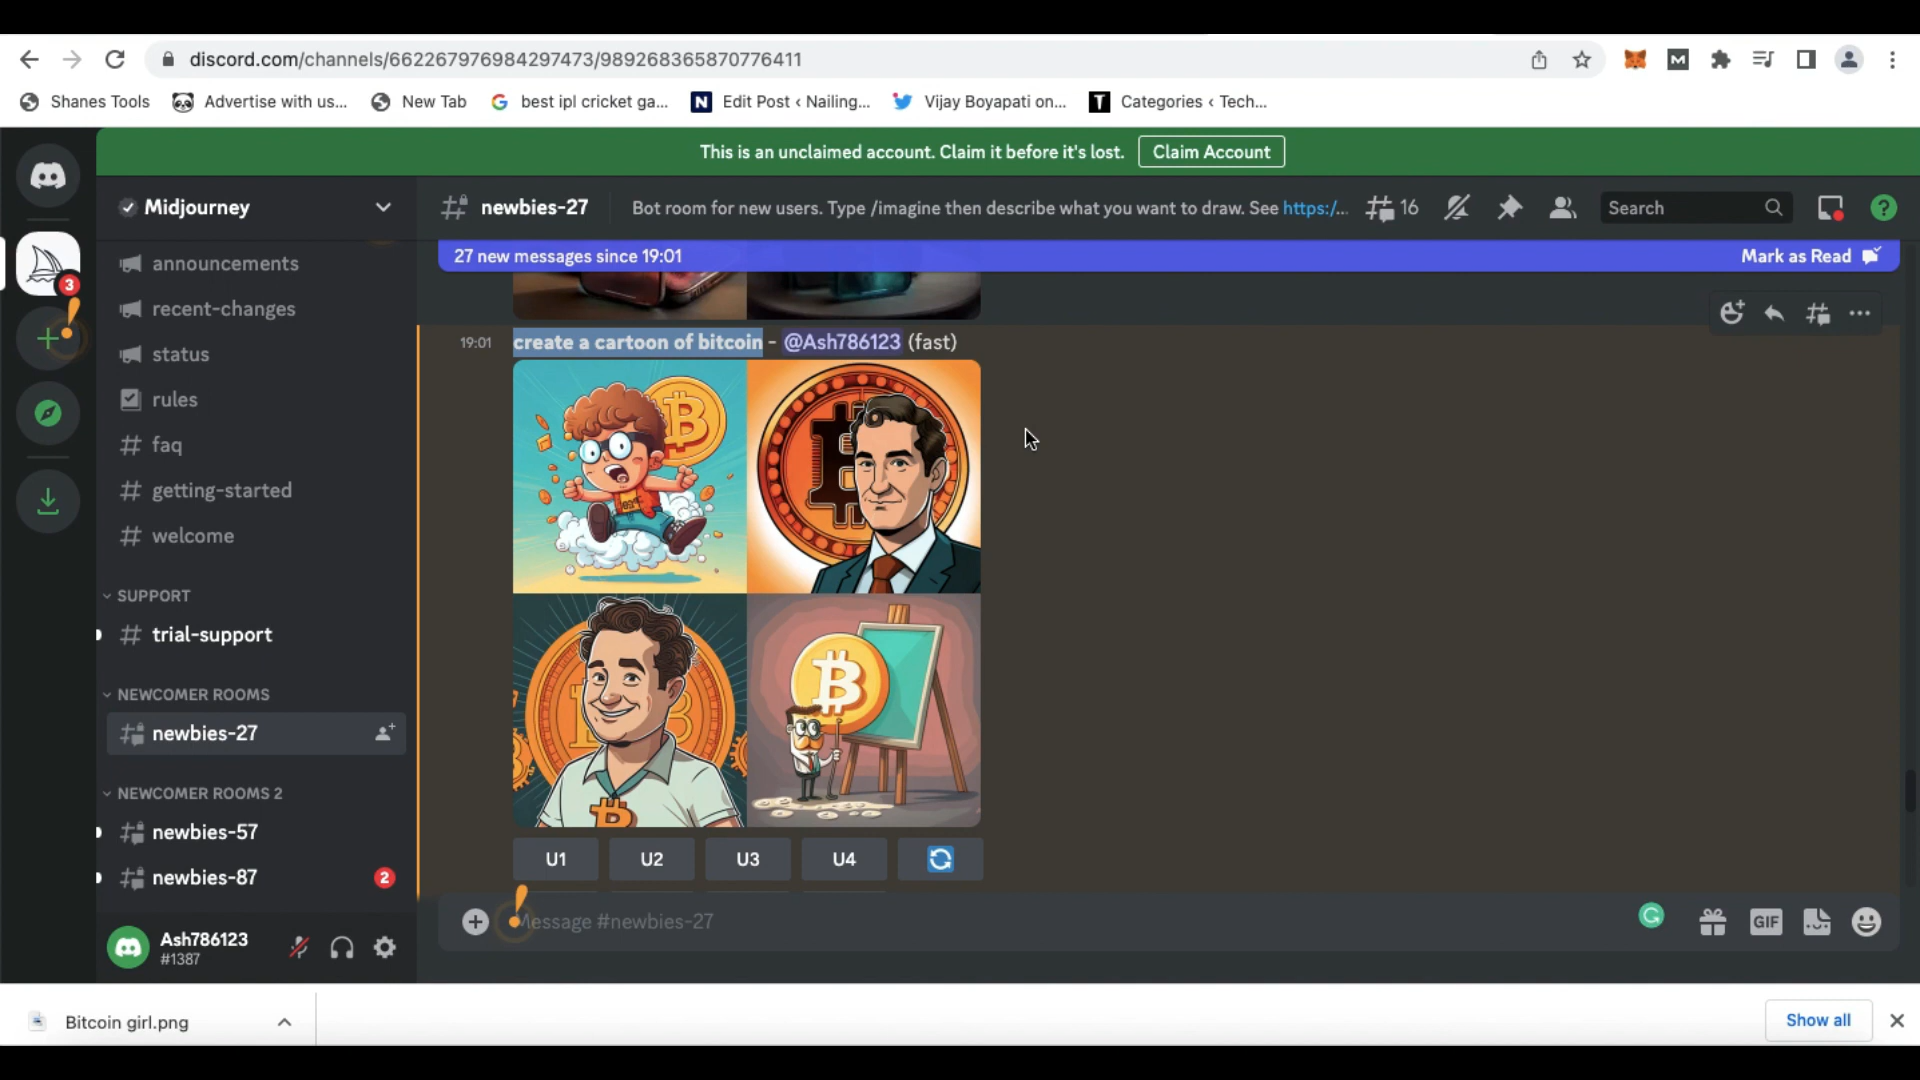 discord.com/channels/662267976984297473/989268365870776411
M
Shanes Tools
Advertise with us...
New Tab
G best ipl cricket ga...
N Edit Post ‹ Nailing...
Vijay Boyapati on...
T Categories ‹ Tech...
This is an unclaimed account. Claim it before it's lost.
Claim Account
Midjourney
newbies-27
Bot room for new users. Type /imagine then describe what you want to draw. See https:/...
16
Search
?
27 new messages since 19:01
Mark as Read
3
announcements
recent-changes
status
rules
# faq
# getting-started
# welcome
SUPPORT
# trial-support
NEWCOMER ROOMS
newbies-27
NEWCOMER ROOMS 2
newbies-57
newbies-87
2
Ash786123
#1387
19:01
create a cartoon of bitcoin - @Ash786123 (fast)
U1
U2
U3
U4
Message #newbies-27
GIF
Bitcoin girl.png
Show all